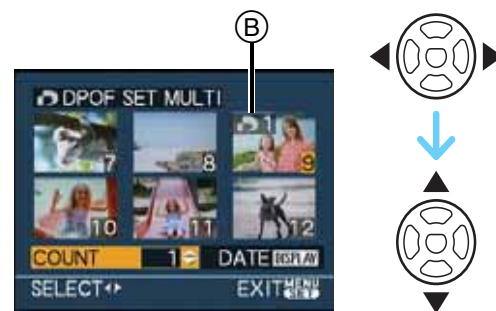 B
DPOF SET MULTI
1
7 8 9
10 11 12
COUNT 1 DATE DISPLAY
SELECT EXIT MENU SET